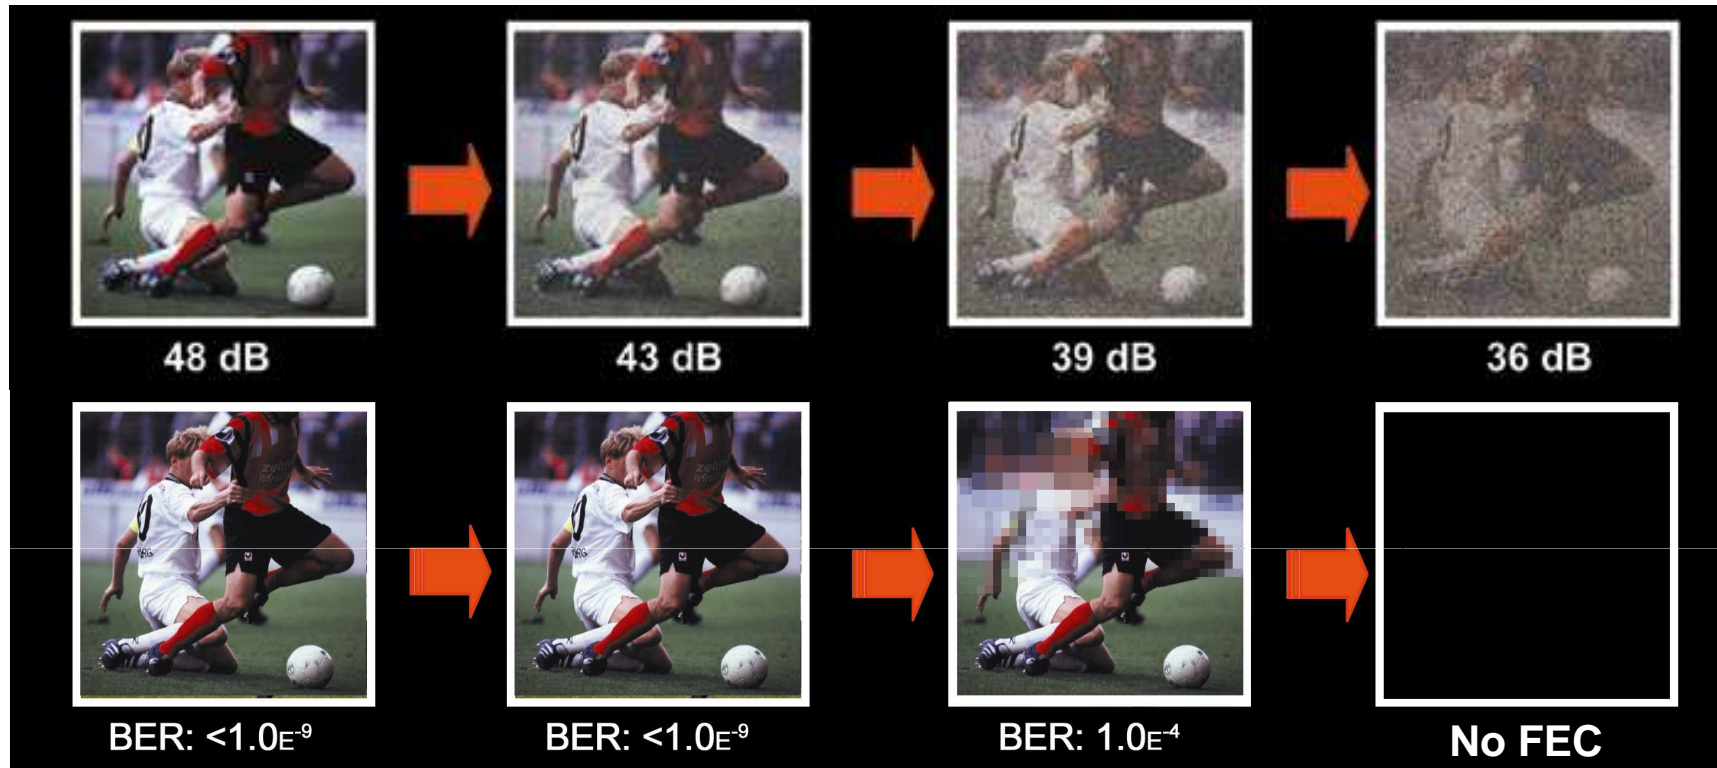 48 dB
43 dB
39 dB
36 dB
BER: <1.0E-9
BER: <1.0E-9
BER: 1.0E-4
No FEC